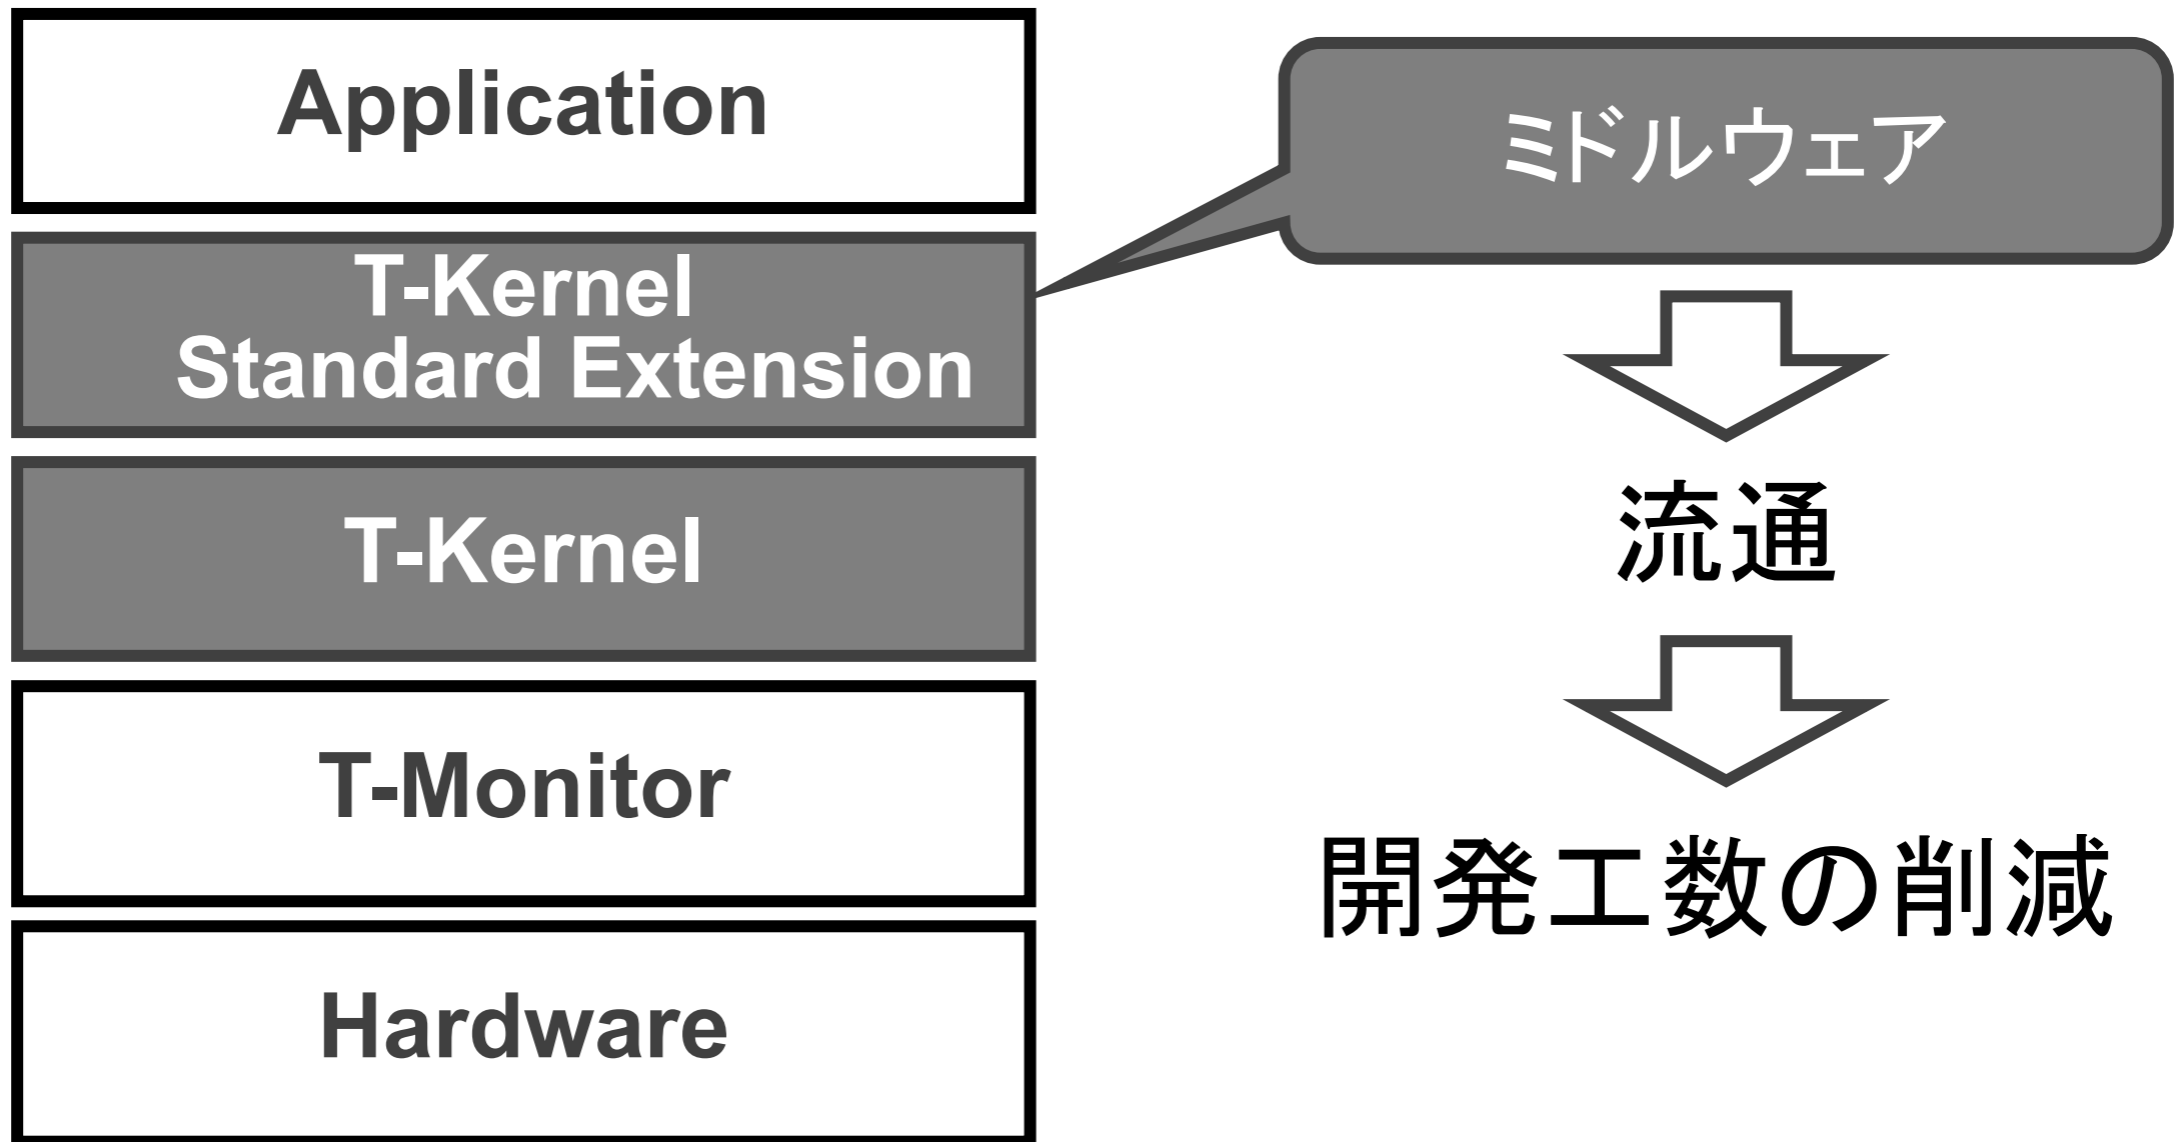 Application
T-Kernel
Standard Extension
T-Kernel
T-Monitor
Hardware
ミドルウェア
流通
開発工数の削減